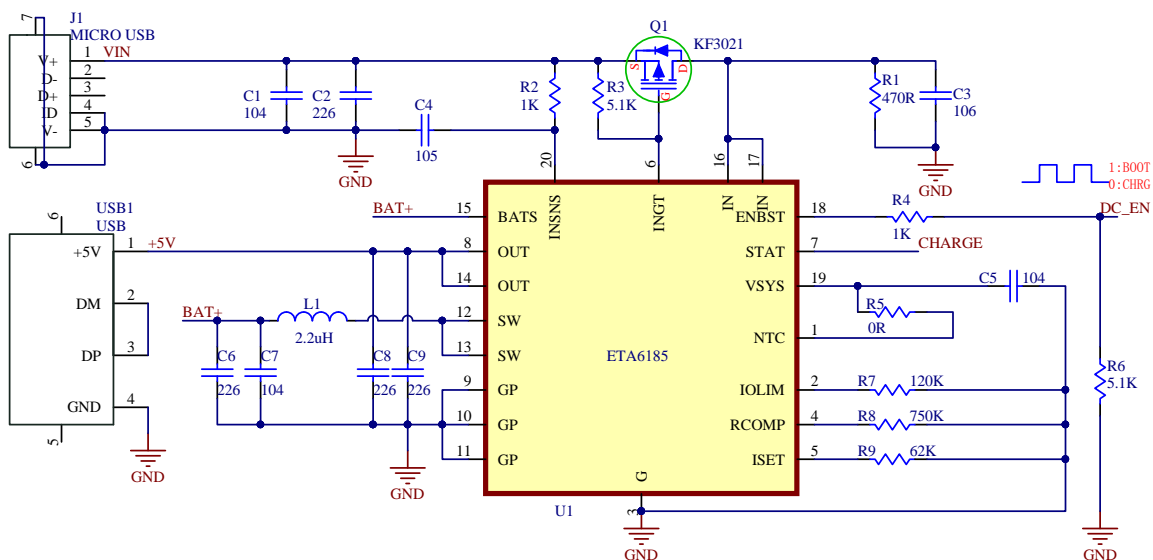 J1
MICRO USB
7
V+
1
VIN
D-
2
D+
3
ID
4
V-
5
6
C1
104
C2
226
GND
C4
105
R2
1K
R3
5.1K
Q1
KF3021
S
D
G
R1
470R
C3
106
GND
20
6
16
17
1:BOOT
0:CHRG
DC_EN
USB1
USB
6
+5V
1
+5V
DM
2
DP
3
GND
4
5
GND
BAT+
15
BATS
8
OUT
14
OUT
12
SW
13
SW
9
GP
10
GP
11
GP
INSNS
INGT
IN
IN
ETA6185
ENBST
18
STAT
7
VSYS
19
NTC
1
IOLIM
2
RCOMP
4
ISET
5
G
3
U1
GND
BAT+
L1
2.2uH
C6
226
C7
104
C8
226
C9
226
GND
R4
1K
CHARGE
C5
104
R5
0R
R7
120K
R8
750K
R9
62K
R6
5.1K
GND